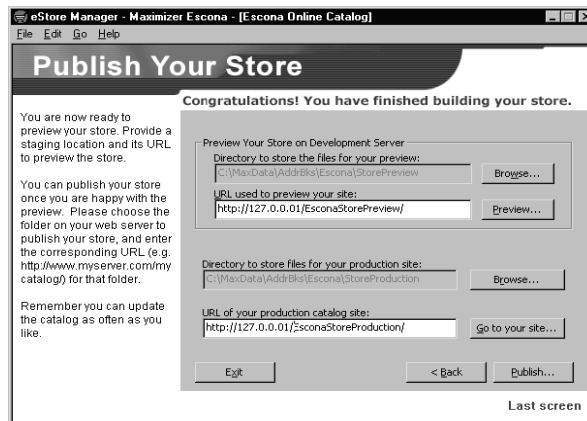 eStore Manager - Maximizer Escona - [Escona Online Catalog]
File Edit Go Help
Publish Your Store
Congratulations! You have finished building your store.
You are now ready to
preview your store. Provide a
staging location and its URL
to preview the store.
You can publish your store
once you are happy with the
preview. Please choose the
folder on your web server to
publish your store, and enter
the corresponding URL (e.g.
http://www.myserver.com/my
catalog/) for that folder.
Remember you can update
the catalog as often as you
like.
Preview Your Store on Development Server
Directory to store the files for your preview:
C:\MaxData\AddrBks\Escona\StorePreview
Browse...
URL used to preview your site:
http://127.0.0.01/EsconaStorePreview/
Preview...
Directory to store files for your production site:
C:\MaxData\AddrBks\Escona\StoreProduction
Browse...
URL of your production catalog site:
http://127.0.0.01/EsconaStoreProduction/
Go to your site...
Exit
< Back
Publish...
Last screen